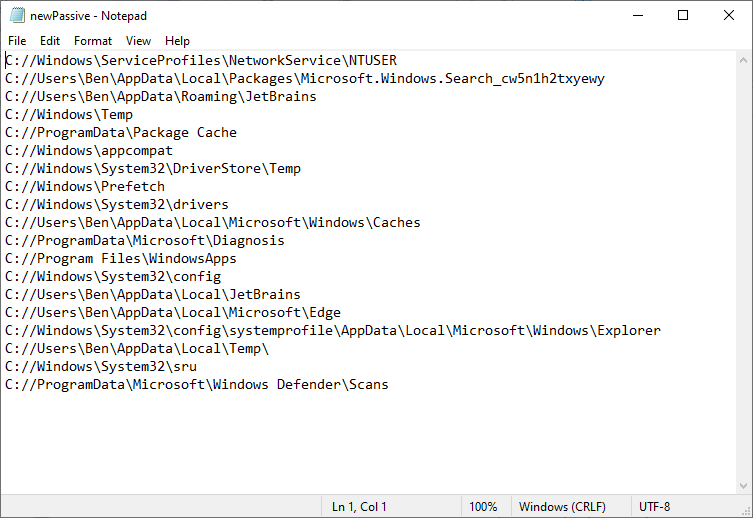 newPassive - Notepad
File Edit Format View Help
C://Windows\ServiceProfiles\NetworkService\NTUSER
C://Users\Ben\AppData\Local\Packages\Microsoft.Windows.Search_cw5n1h2txyewy
C://Users\Ben\AppData\Roaming\JetBrains
C://Windows\Temp
C://ProgramData\Package Cache
C://Windows\appcompat
C://Windows\System32\DriverStore\Temp
C://Windows\Prefetch
C://Windows\System32\drivers
C://Users\Ben\AppData\Local\Microsoft\Windows\Caches
C://ProgramData\Microsoft\Diagnosis
C://Program Files\WindowsApps
C://Windows\System32\config
C://Users\Ben\AppData\Local\JetBrains
C://Users\Ben\AppData\Local\Microsoft\Edge
C://Windows\System32\config\systemprofile\AppData\Local\Microsoft\Windows\Explorer
C://Users\Ben\AppData\Local\Temp\
C://Windows\System32\sru
C://ProgramData\Microsoft\Windows Defender\Scans
Ln 1, Col 1 100% Windows (CRLF) UTF-8